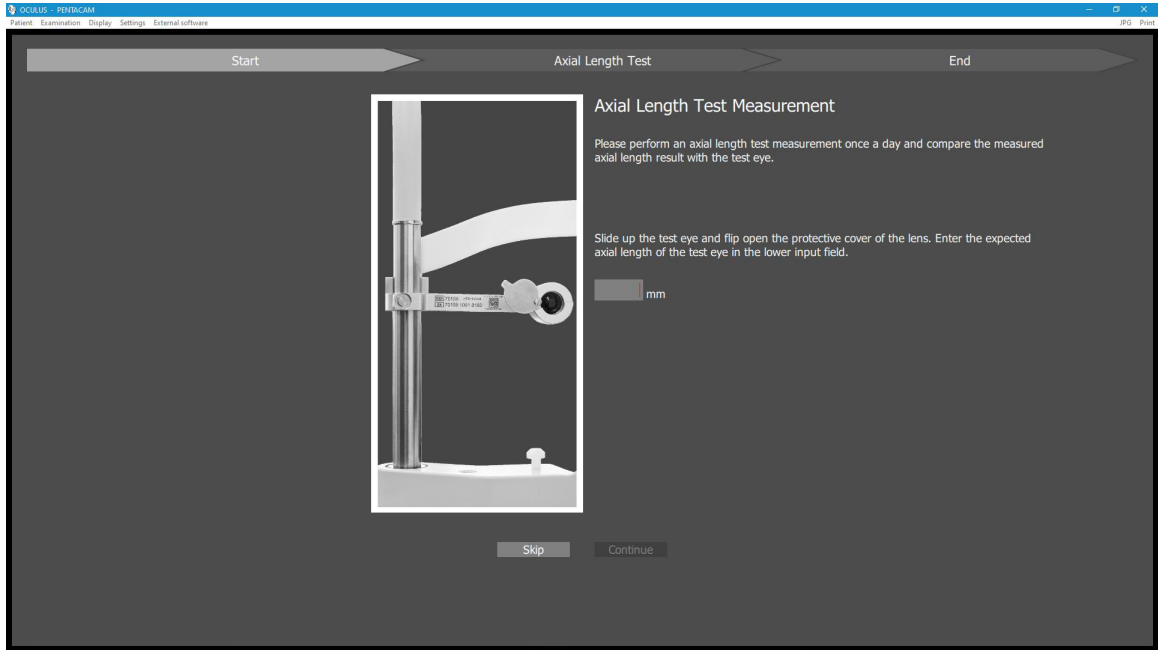 OCULUS - PENTACAM
Patient Examination Display Settings External software JPG Print
Start Axial Length Test End
Axial Length Test Measurement
Please perform an axial length test measurement once a day and compare the measured
axial length result with the test eye.
Slide up the test eye and flip open the protective cover of the lens. Enter the expected
axial length of the test eye in the lower input field.
mm
Skip Continue